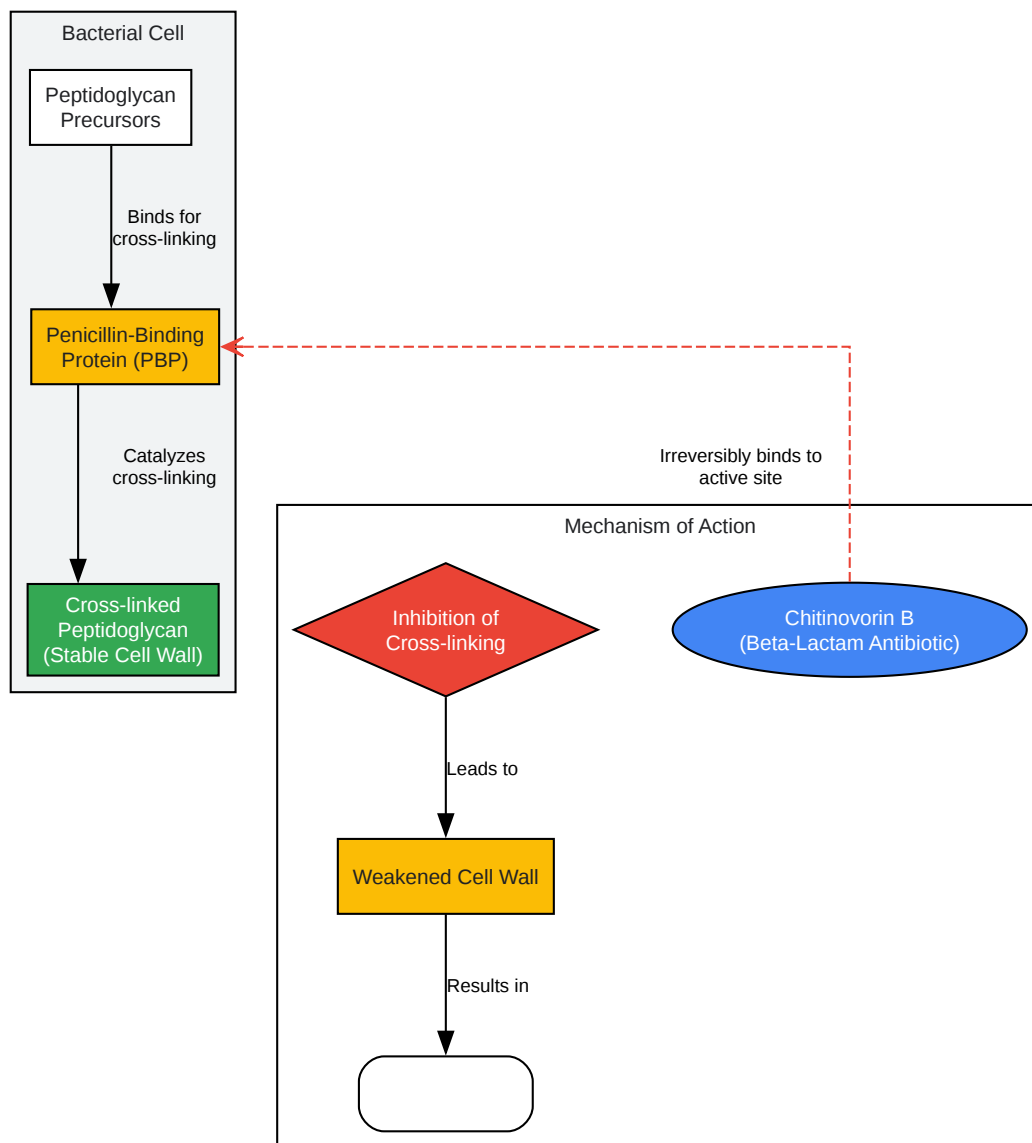 Bacterial Cell
Peptidoglycan
Precursors
Binds for
cross-linking
Penicillin-Binding
Protein (PBP)
Catalyzes
cross-linking
Cross-linked
Peptidoglycan
(Stable Cell Wall)
Irreversibly binds to
active site
Mechanism of Action
Inhibition of
Cross-linking
Chitinovorin B
(Beta-Lactam Antibiotic)
Leads to
Weakened Cell Wall
Results in